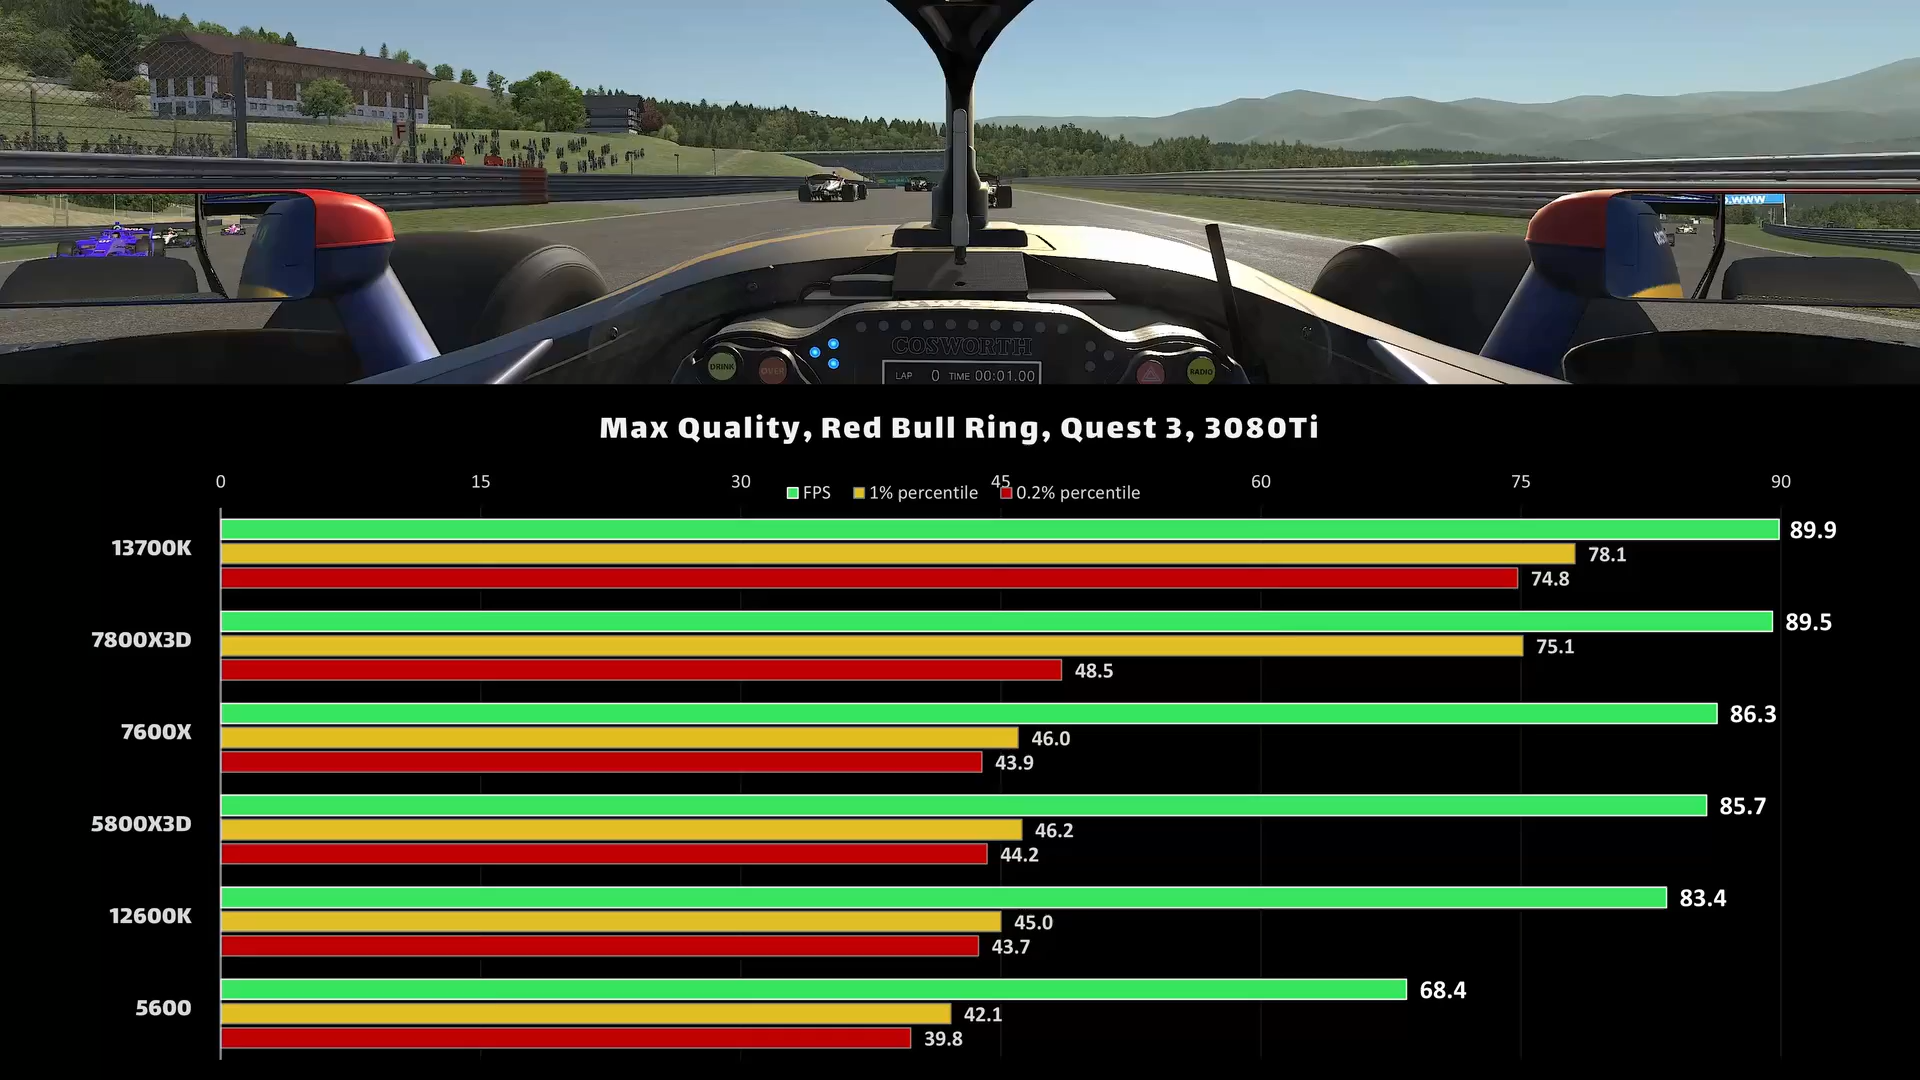 F
o.www
COSWORTH
DRINK
OVER
LAP 0 TIME 00:01.00
RADIO
Max Quality, Red Bull Ring, Quest 3, 3080Ti
0 15 30 45 60 75 90
FPS 1% percentile 0.2% percentile
13700K
89.9
78.1
74.8
7800X3D
89.5
75.1
48.5
7600X
86.3
46.0
43.9
5800X3D
85.7
46.2
44.2
12600K
83.4
45.0
43.7
5600
68.4
42.1
39.8